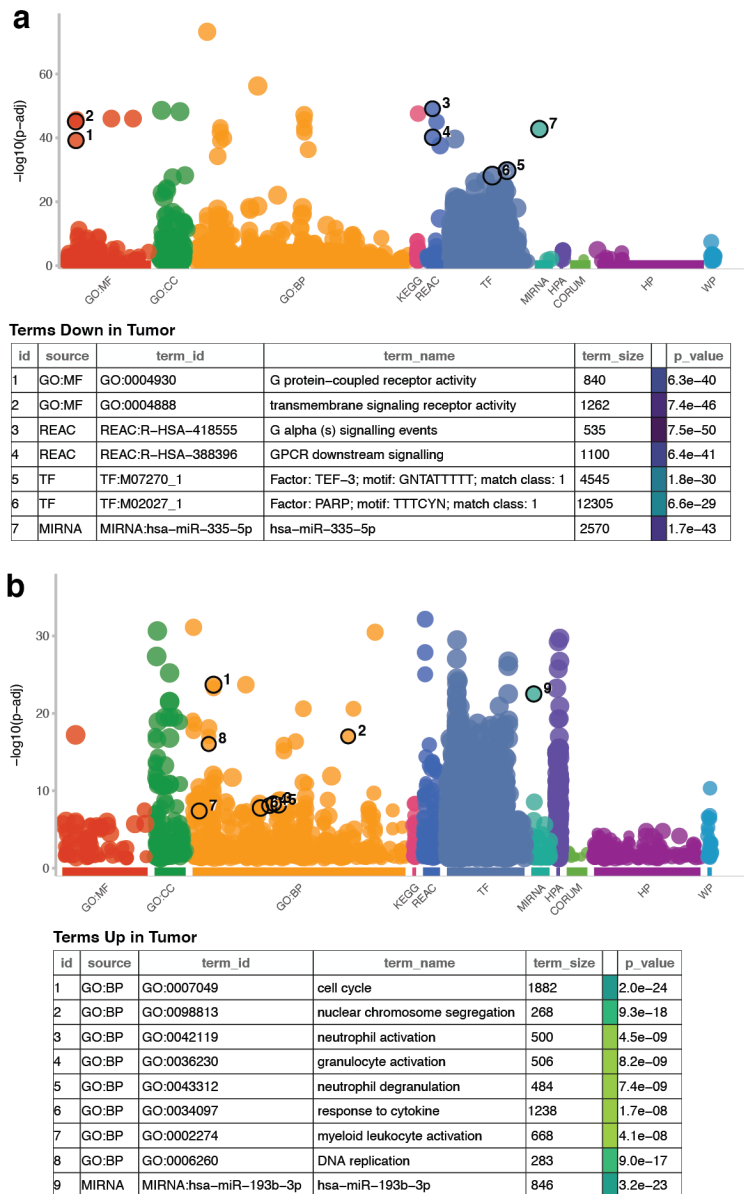 a
−log10(p−adj)
60
40
20
0
2
1
3
4
7
6 5
GO:MF GO:CC GO:BP KEGG REAC TF MIRNA HPA CORUM HP WP
Terms Down in Tumor
id source term_id term_name term_size p_value
1 GO:MF GO:0004930 G protein−coupled receptor activity 840 6.3e−40
2 GO:MF GO:0004888 transmembrane signaling receptor activity 1262 7.4e−46
3 REAC REAC:R−HSA−418555 G alpha (s) signalling events 535 7.5e−50
4 REAC REAC:R−HSA−388396 GPCR downstream signalling 1100 6.4e−41
5 TF TF:M07270_1 Factor: TEF−3; motif: GNTATTTTT; match class: 1 4545 1.8e−30
6 TF TF:M02027_1 Factor: PARP; motif: TTTCYN; match class: 1 12305 6.6e−29
7 MIRNA MIRNA:hsa−miR−335−5p hsa−miR−335−5p 2570 1.7e−43
b
−log10(p−adj)
30
20
10
0
1
2
8
7
9
GO:MF GO:CC GO:BP KEGG REAC TF MIRNA HPA CORUM HP WP
Terms Up in Tumor
id source term_id term_name term_size p_value
1 GO:BP GO:0007049 cell cycle 1882 2.0e−24
2 GO:BP GO:0098813 nuclear chromosome segregation 268 9.3e−18
3 GO:BP GO:0042119 neutrophil activation 500 4.5e−09
4 GO:BP GO:0036230 granulocyte activation 506 8.2e−09
5 GO:BP GO:0043312 neutrophil degranulation 484 7.4e−09
6 GO:BP GO:0034097 response to cytokine 1238 1.7e−08
7 GO:BP GO:0002274 myeloid leukocyte activation 668 4.1e−08
8 GO:BP GO:0006260 DNA replication 283 9.0e−17
9 MIRNA MIRNA:hsa−miR−193b−3p hsa−miR−193b−3p 846 3.2e−23